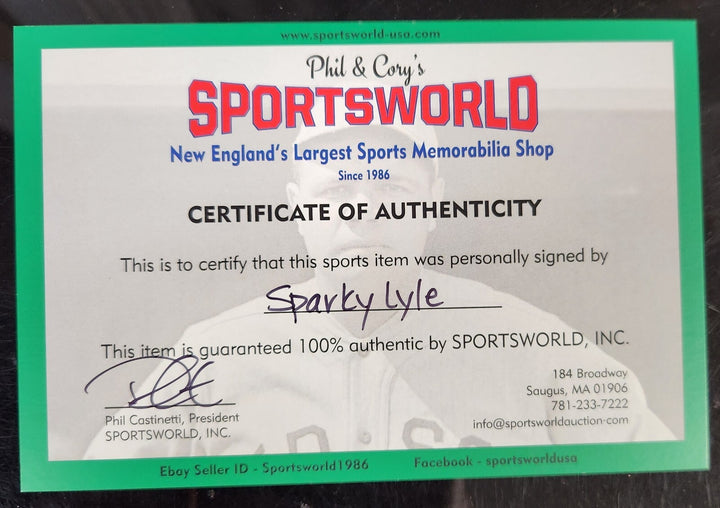 www.sportsworld-usa.com
Phil & Cory's
SPORTSWORLD
New England's Largest Sports Memorabilia Shop
Since 1986
CERTIFICATE OF AUTHENTICITY
This is to certify that this sports item was personally signed by
Sparky Lyle
This item is guaranteed 100% authentic by SPORTSWORLD, INC.
Phil Castinetti, President
SPORTSWORLD, INC.
184 Broadway
Saugus, MA 01906
781-233-7222
info@sportsworldauction.com
Ebay Seller ID - Sportsworld1986
Facebook - sportsworldusa